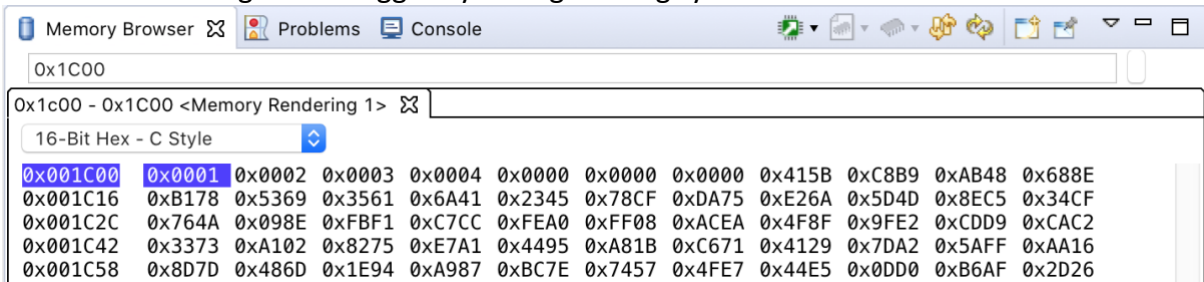 Memory Browser Problems Console
0x1C00
0x1c00 - 0x1C00 <Memory Rendering 1>
16-Bit Hex - C Style
0x001C00 0x0001 0x0002 0x0003 0x0004 0x0000 0x0000 0x0000 0x415B 0xC8B9 0xAB48 0x688E
0x001C16 0xB178 0x5369 0x3561 0x6A41 0x2345 0x78CF 0xDA75 0xE26A 0x5D4D 0x8EC5 0x34CF
0x001C2C 0x764A 0x098E 0xFBF1 0xC7CC 0xFEA0 0xFF08 0xACEA 0x4F8F 0x9FE2 0xCDD9 0xCAC2
0x001C42 0x3373 0xA102 0x8275 0xE7A1 0x4495 0xA81B 0xC671 0x4129 0x7DA2 0x5AFF 0xAA16
0x001C58 0x8D7D 0x486D 0x1E94 0xA987 0xBC7E 0x7457 0x4FE7 0x44E5 0x0DD0 0xB6AF 0x2D26